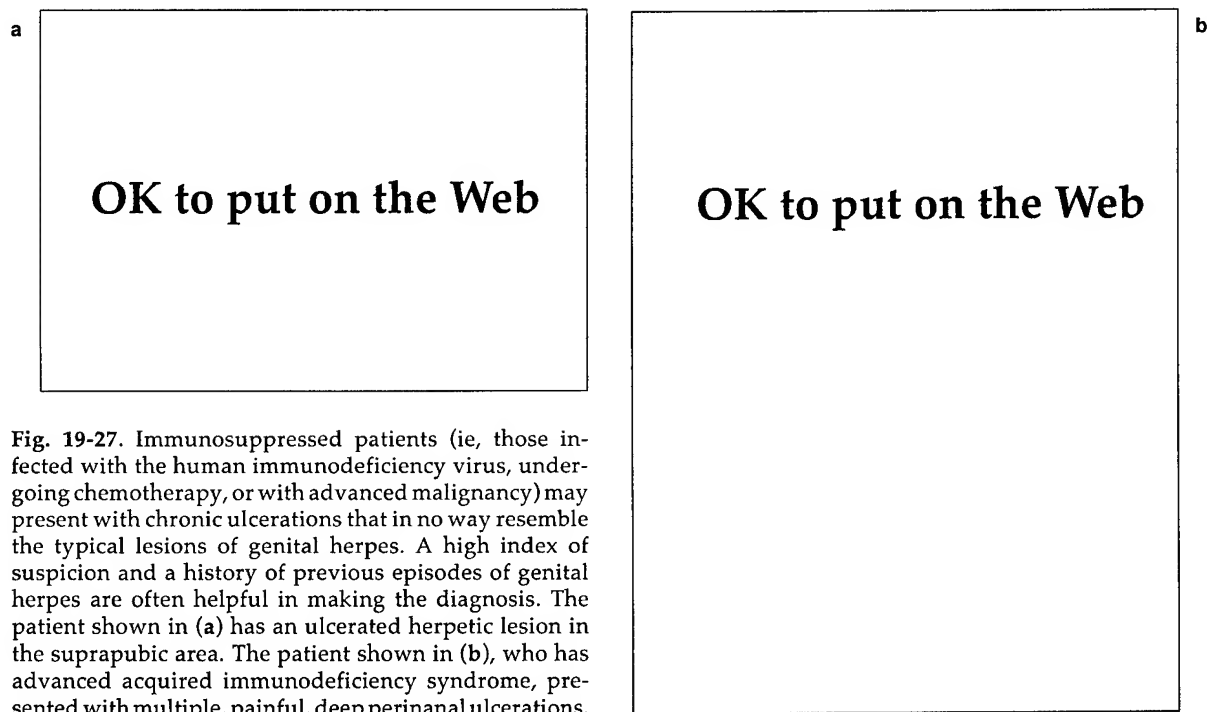 a
OK to put on the Web
b
OK to put on the Web
Fig. 19-27. Immunosuppressed patients (ie, those in-
fected with the human immunodeficiency virus, under-
going chemotherapy, or with advanced malignancy) may
present with chronic ulcerations that in no way resemble
the typical lesions of genital herpes. A high index of
suspicion and a history of previous episodes of genital
herpes are often helpful in making the diagnosis. The
patient shown in (a) has an ulcerated herpetic lesion in
the suprapubic area. The patient shown in (b), who has
advanced acquired immunodeficiency syndrome, pre-
sented with multiple, painful, deep perinanal ulcerations.